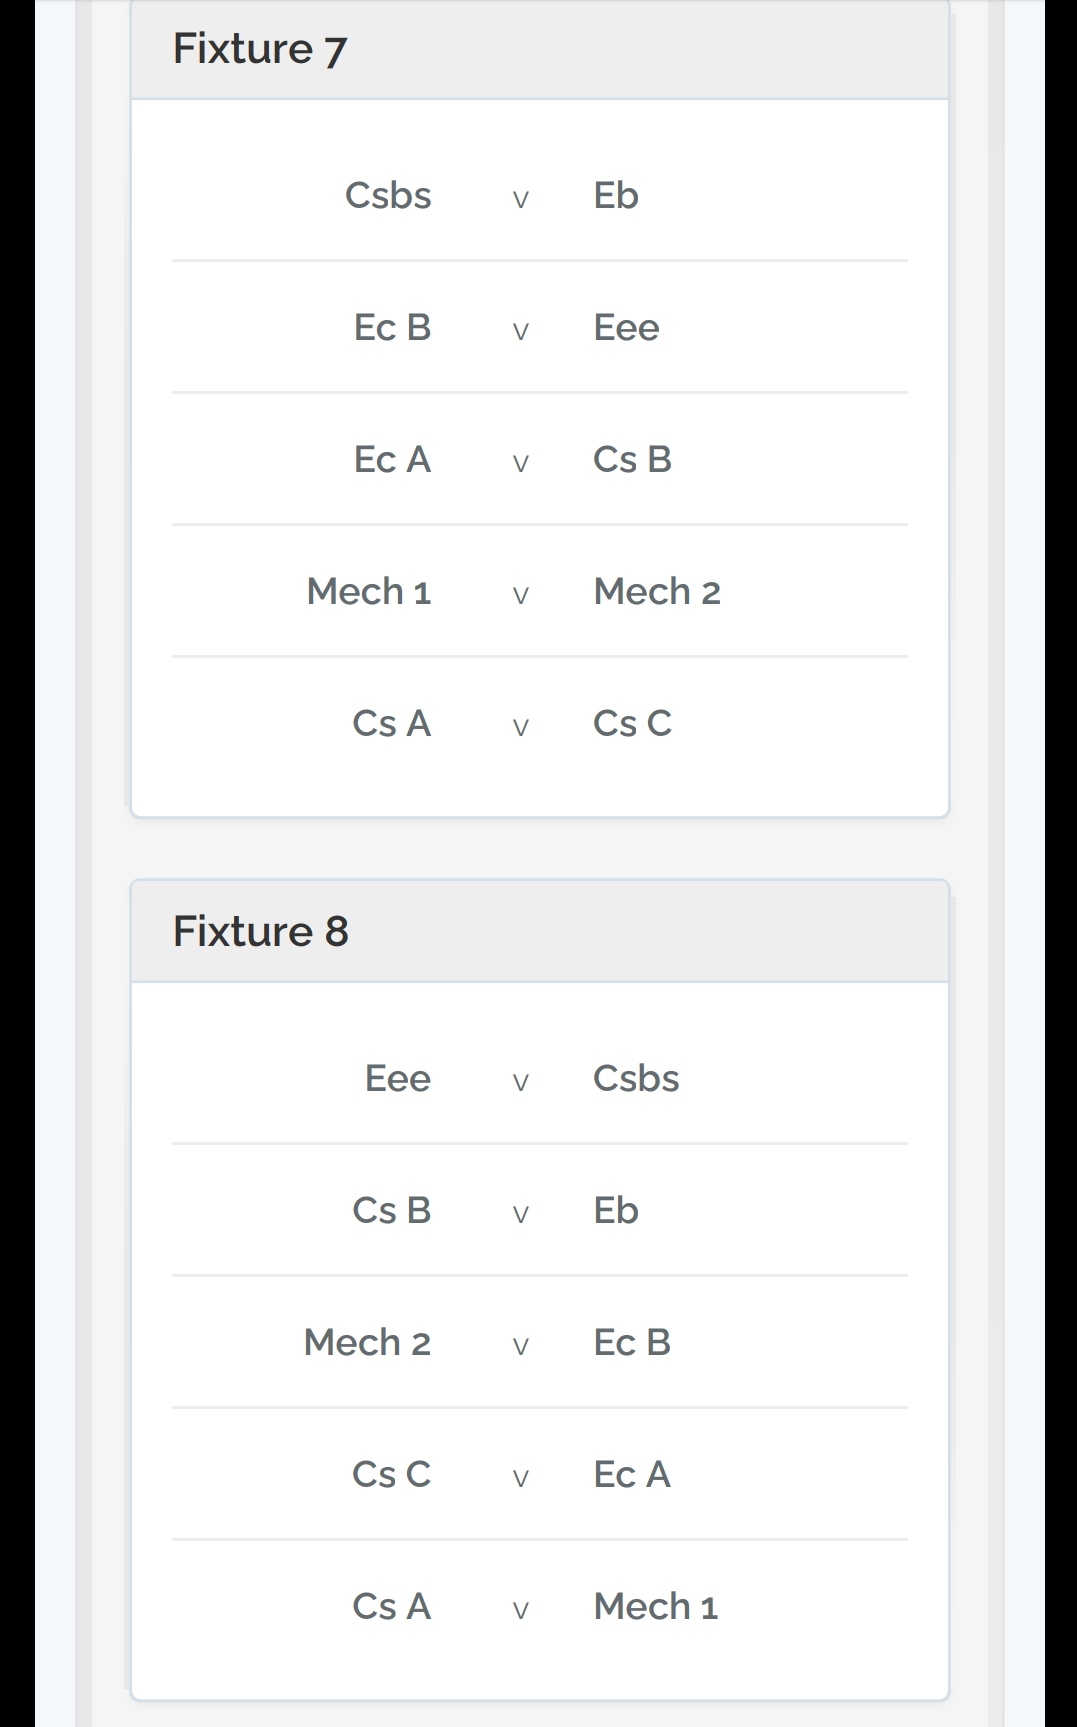 Fixture 7
Csbs v Eb
Ec B v Eee
Ec A v Cs B
Mech 1 v Mech 2
Cs A v Cs C
Fixture 8
Eee v Csbs
Cs B v Eb
Mech 2 v Ec B
Cs C v Ec A
Cs A v Mech 1